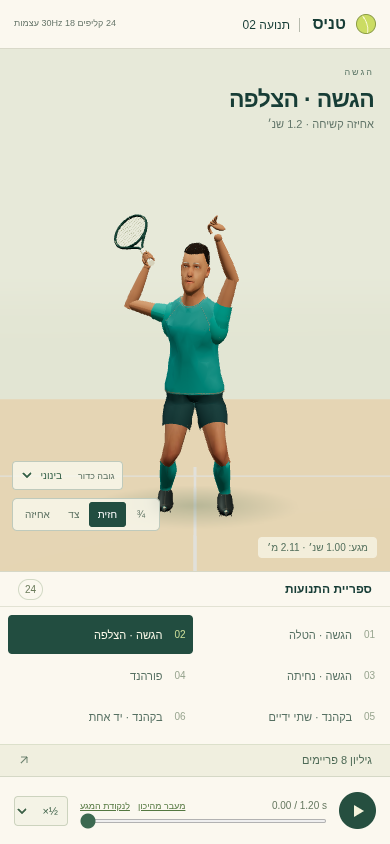 טניס | תנועה 02
24 קליפים 30Hz 18 עצמות
הגשה
הגשה · הצלפה
אחיזה קשיחה · 1.2 שנ׳
גובה כדור בינוני
¾ חזית צד אחיזה
מגע: 1.00 שנ׳ · 2.11 מ׳
ספריית התנועות 24
01 הגשה · הטלה
02 הגשה · הצלפה
03 הגשה · נחיתה
04 פורהנד
05 בקהנד · שתי ידיים
06 בקהנד · יד אחת
גיליון 8 פריימים
0.00 / 1.20 s
מעבר מהיכון לנקודת המגע
×½